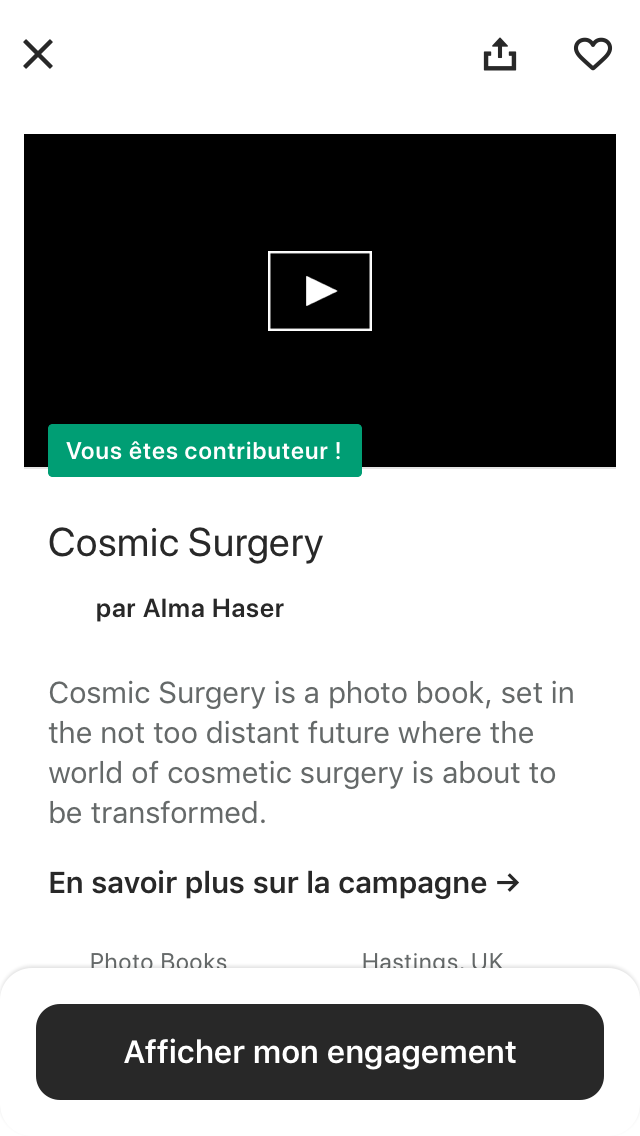 Vous êtes contributeur !
Cosmic Surgery
par Alma Haser
Cosmic Surgery is a photo book, set in
the not too distant future where the
world of cosmetic surgery is about to
be transformed.
En savoir plus sur la campagne →
Photo Books
Hastings, UK
Afficher mon engagement